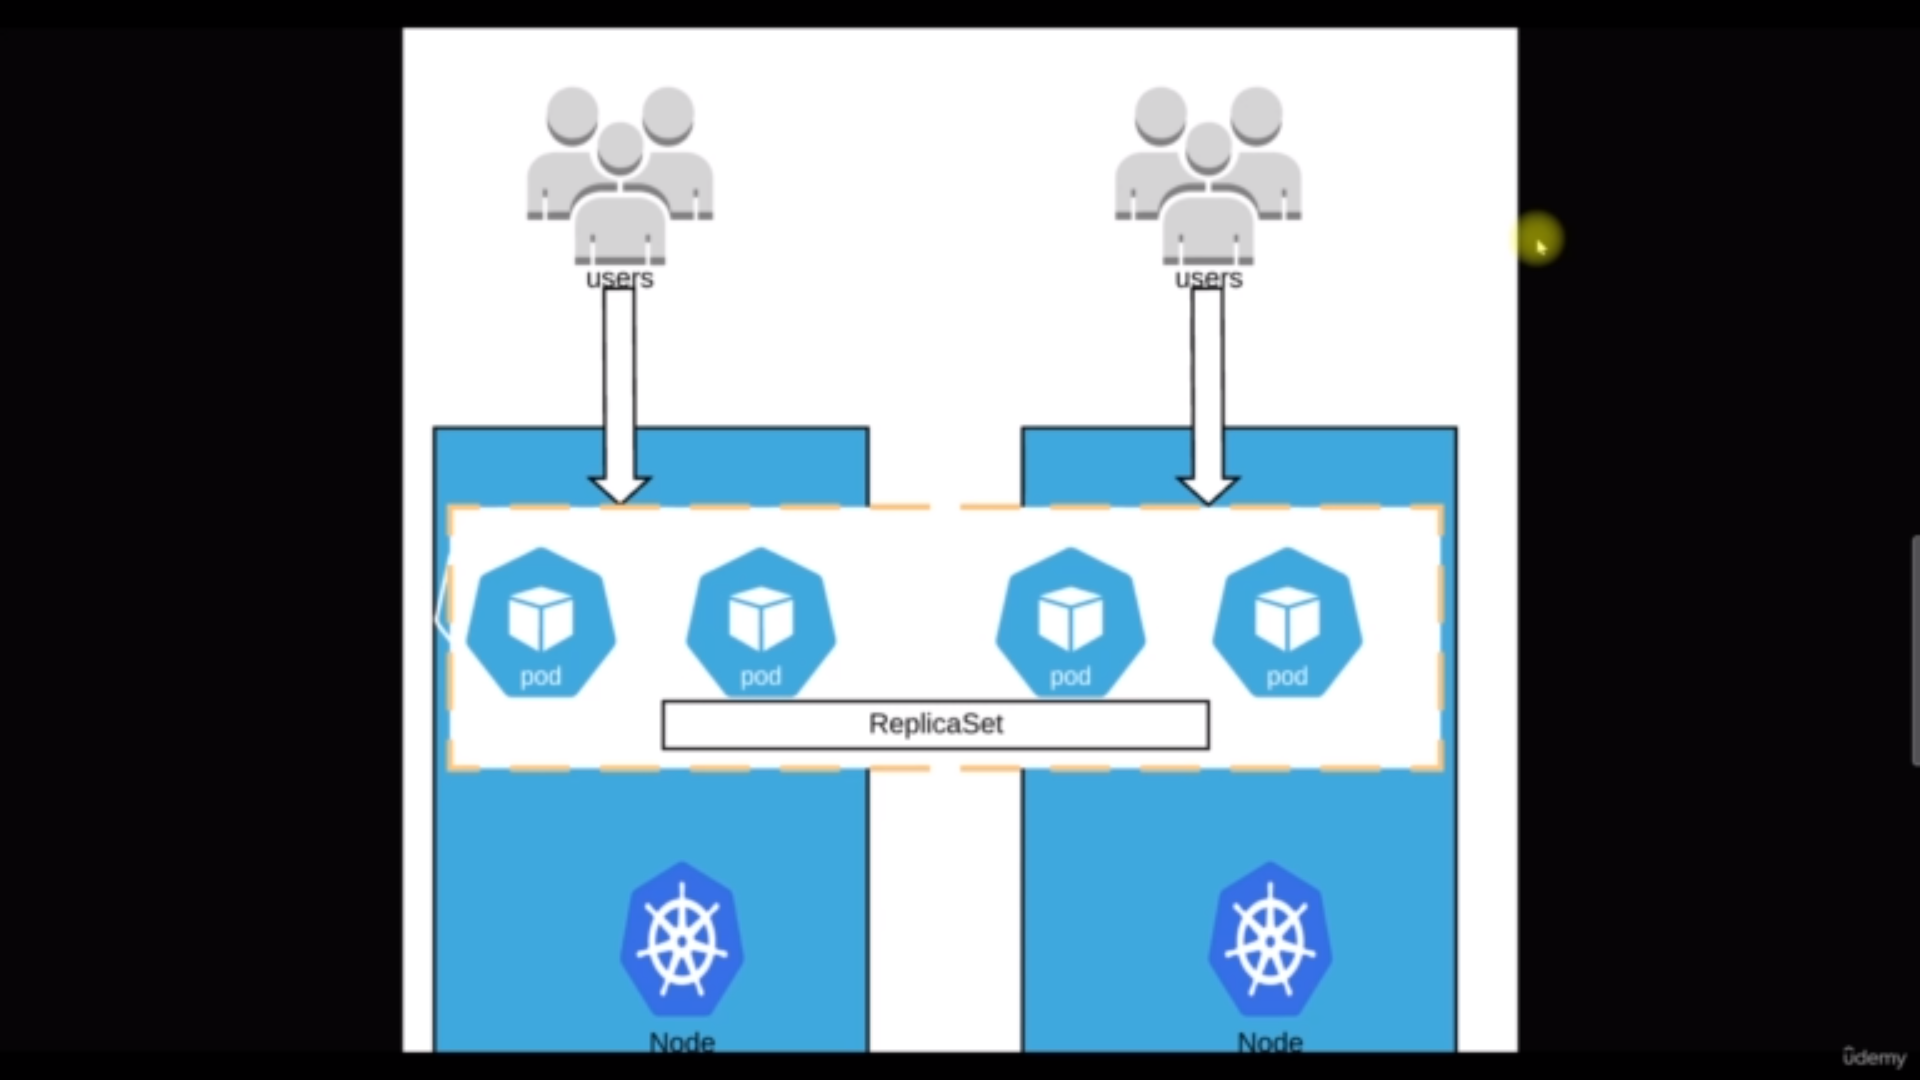 users
users
pod
pod
pod
pod
ReplicaSet
Node
Node
ûdemy